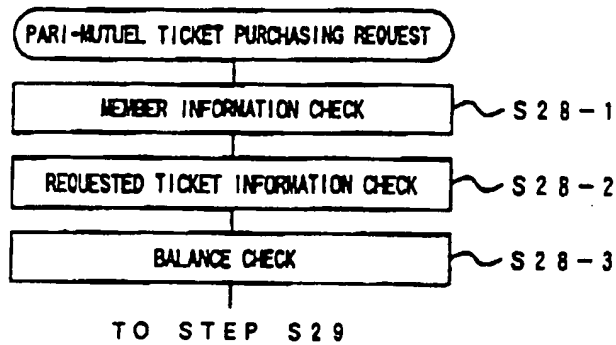 PARI-MUTUEL TICKET PURCHASING REQUEST
MEMBER INFORMATION CHECK S28-1
REQUESTED TICKET INFORMATION CHECK S28-2
BALANCE CHECK S28-3
TO STEP S29